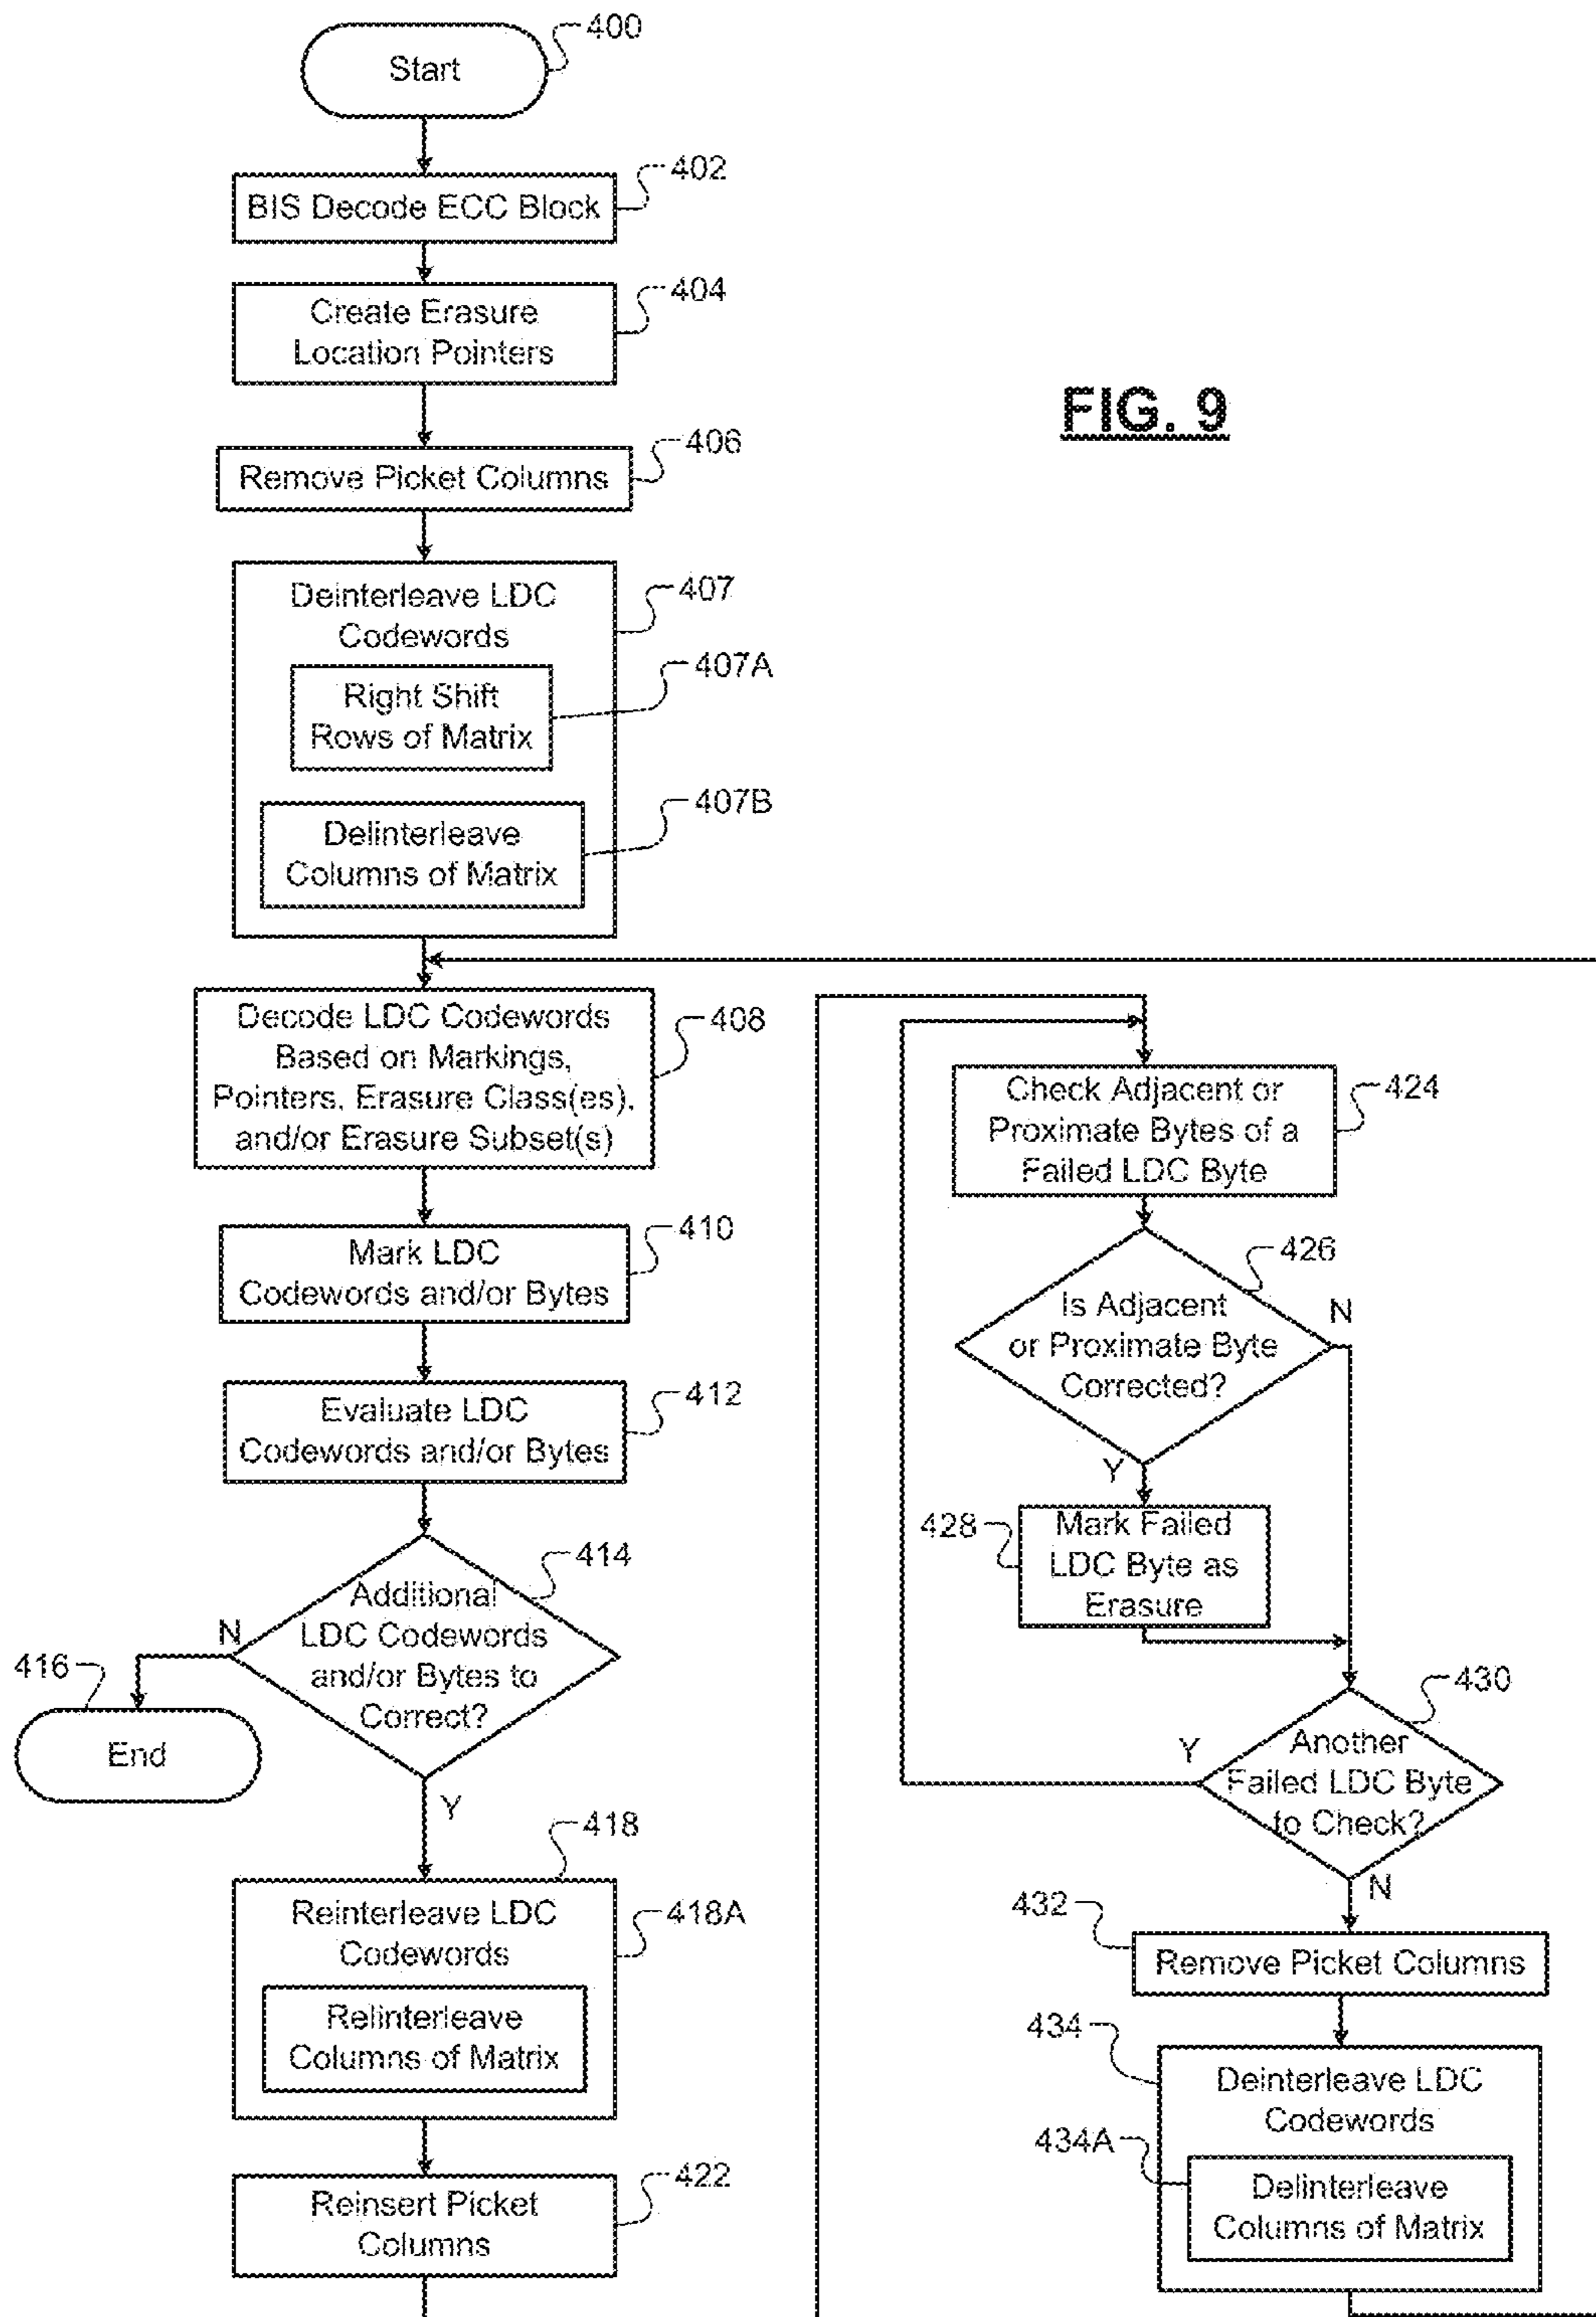 400
Start
402
BIS Decode ECC Block
404
Create Erasure
Location Pointers
FIG. 9
406
Remove Picket Columns
407
Deinterleave LDC
Codewords
407A
Right Shift
Rows of Matrix
407B
Delinterleave
Columns of Matrix
408
Decode LDC Codewords
Based on Markings,
Pointers, Erasure Class(es),
and/or Erasure Subset(s)
410
Mark LDC
Codewords and/or Bytes
412
Evaluate LDC
Codewords and/or Bytes
414
Additional
LDC Codewords
and/or Bytes to
Correct?
N
416
End
Y
418
Reinterleave LDC
Codewords
418A
Relinterleave
Columns of Matrix
422
Reinsert Picket
Columns
424
Check Adjacent or
Proximate Bytes of a
Failed LDC Byte
426
Is Adjacent
or Proximate Byte
Corrected?
N
Y
428
Mark Failed
LDC Byte as
Erasure
430
Another
Failed LDC Byte
to Check?
Y
N
432
Remove Picket Columns
434
Deinterleave LDC
Codewords
434A
Delinterleave
Columns of Matrix